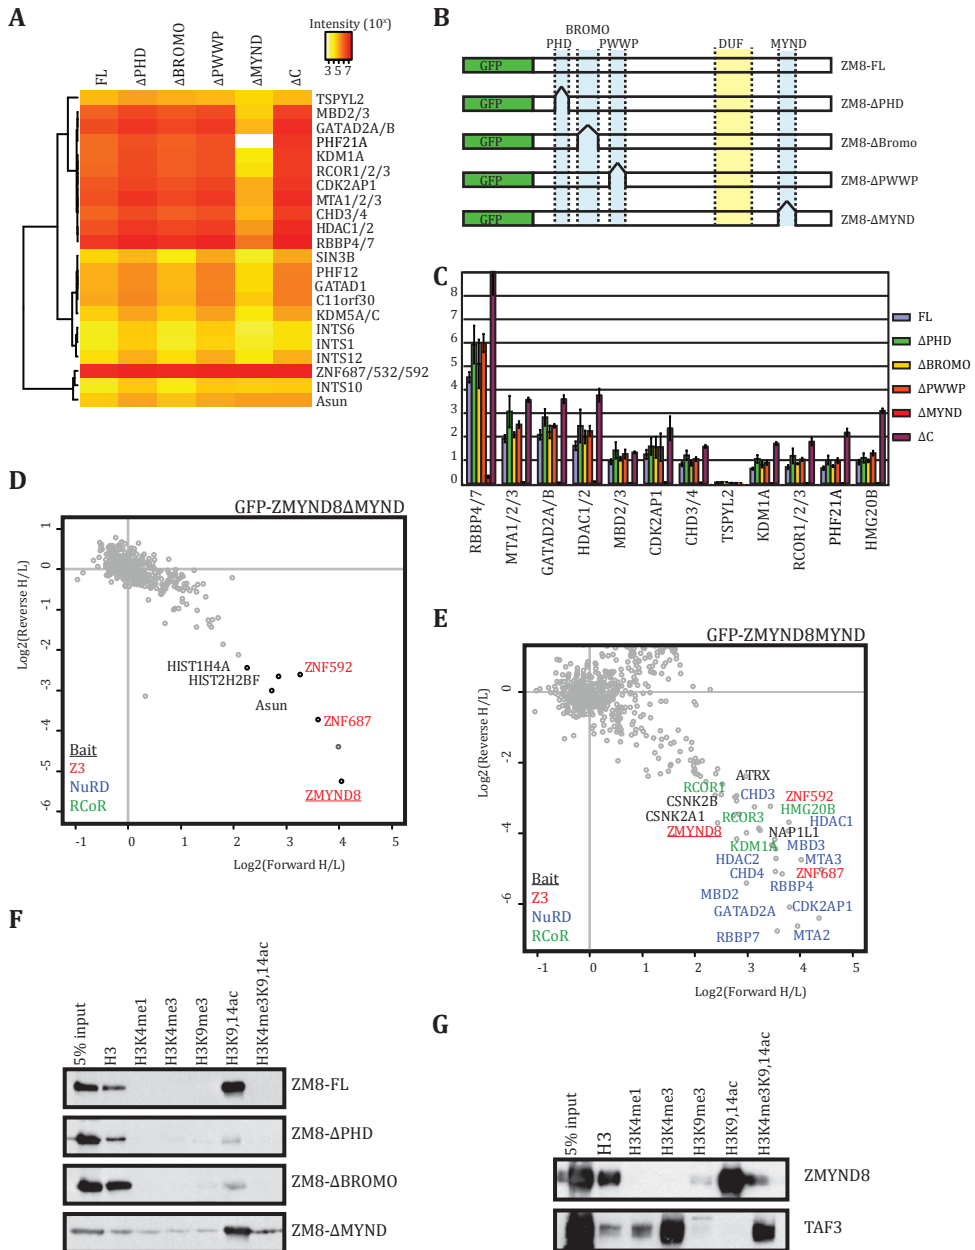 A
Intensity (10ˣ)
3 5 7
FL
ΔPHD
ΔBROMO
ΔPWWP
ΔMYND
ΔC
TSPYL2
MBD2/3
GATAD2A/B
PHF21A
KDM1A
RCOR1/2/3
CDK2AP1
MTA1/2/3
CHD3/4
HDAC1/2
RBBP4/7
SIN3B
PHF12
GATAD1
C11orf30
KDM5A/C
INTS6
INTS1
INTS12
ZNF687/532/592
INTS10
Asun
B
BROMO
PHD PWWP DUF MYND
GFP ZM8-FL
GFP ZM8-ΔPHD
GFP ZM8-ΔBromo
GFP ZM8-ΔPWWP
GFP ZM8-ΔMYND
C
8
7
6
5
4
3
2
1
0
RBBP4/7
MTA1/2/3
GATAD2A/B
HDAC1/2
MBD2/3
CDK2AP1
CHD3/4
TSPYL2
KDM1A
RCOR1/2/3
PHF21A
HMG20B
FL
ΔPHD
ΔBROMO
ΔPWWP
ΔMYND
ΔC
D
GFP-ZMYND8ΔMYND
Log2(Reverse H/L)
1
0
-1
-2
-3
-4
-5
-6
HIST1H4A
HIST2H2BF
ZNF592
Asun
ZNF687
ZMYND8
Bait
Z3
NuRD
RCoR
-1 0 1 2 3 4 5
Log2(Forward H/L)
E
GFP-ZMYND8MYND
Log2(Reverse H/L)
0
-2
-4
-6
ATRX
RCOR1
CHD3
ZNF592
CSNK2B
HMG20B
CSNK2A1
RCOR3
HDAC1
ZMYND8
NAP1L1
KDM1A
MBD3
HDAC2
MTA3
CHD4
ZNF687
MBD2
RBBP4
GATAD2A
CDK2AP1
RBBP7
MTA2
Bait
Z3
NuRD
RCoR
-1 0 1 2 3 4 5
Log2(Forward H/L)
F
5% input
H3
H3K4me1
H3K4me3
H3K9me3
H3K9,14ac
H3K4me3K9,14ac
ZM8-FL
ZM8-ΔPHD
ZM8-ΔBROMO
ZM8-ΔMYND
G
5% input
H3
H3K4me1
H3K4me3
H3K9me3
H3K9,14ac
H3K4me3K9,14ac
ZMYND8
TAF3